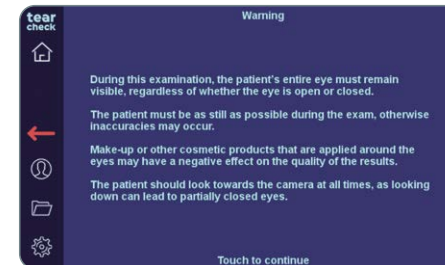 tear
check
Warning
During this examination, the patient's entire eye must remain
visible, regardless of whether the eye is open or closed.
The patient must be as still as possible during the exam, otherwise
inaccuracies may occur.
Make-up or other cosmetic products that are applied around the
eyes may have a negative effect on the quality of the results.
The patient should look towards the camera at all times, as looking
down can lead to partially closed eyes.
Touch to continue